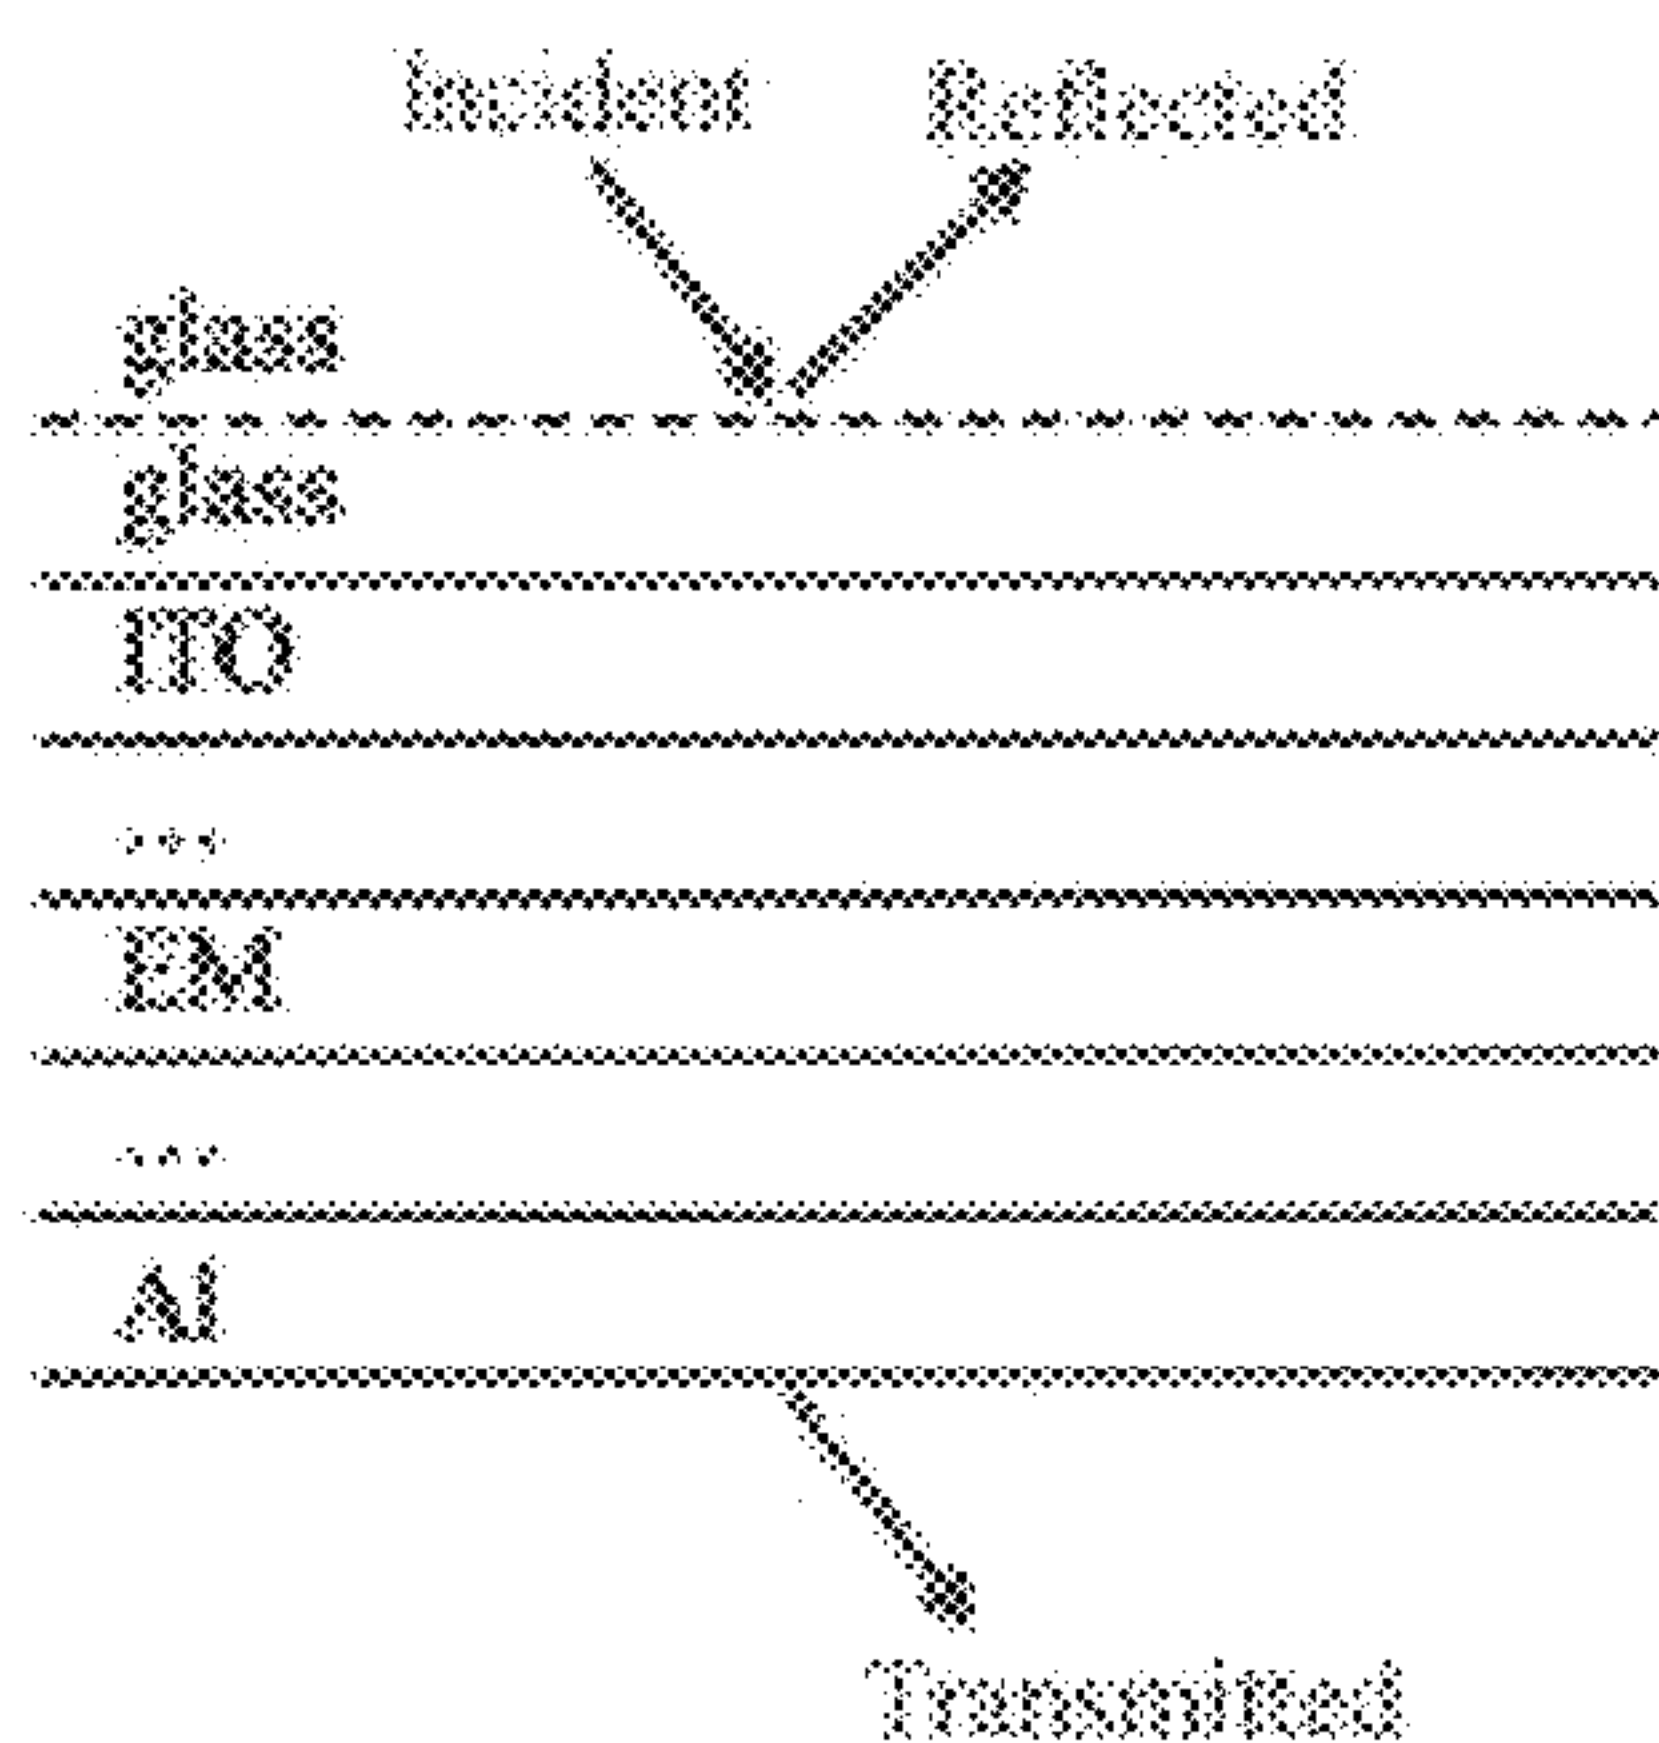 Incident Reflected
glass
glass
ITO
...
EM
...
Al
Transmitted